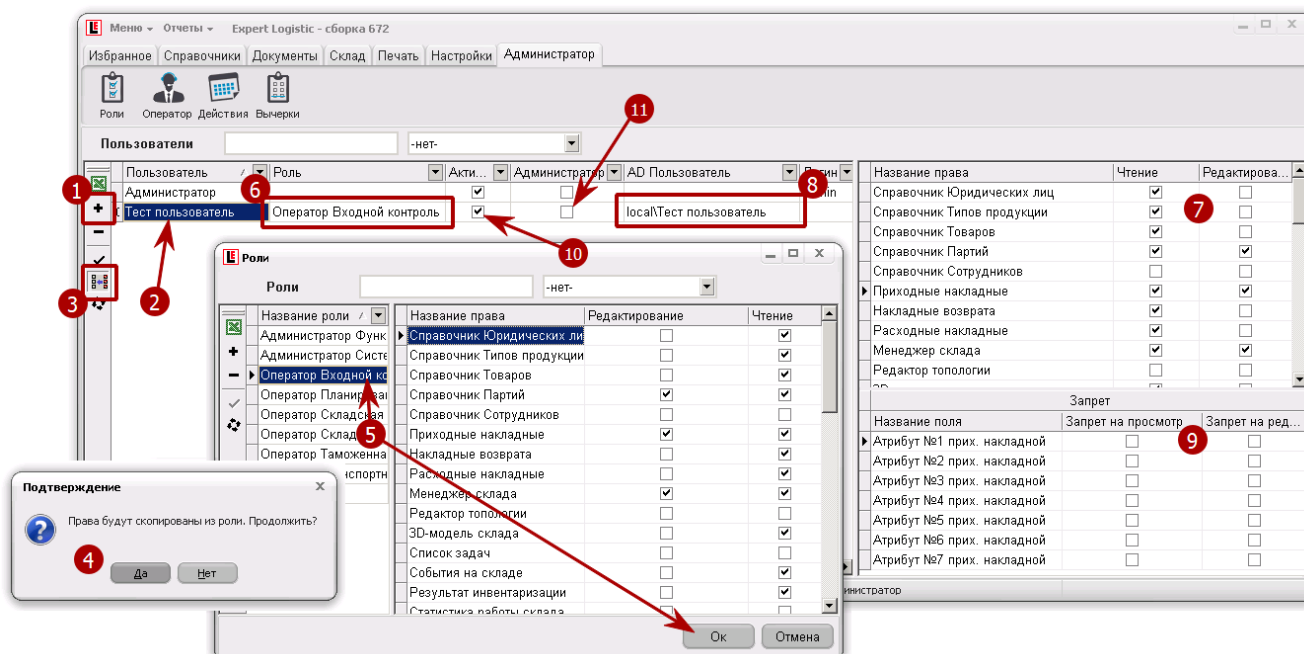 Меню Отчеты Expert Logistic - сборка 672
Избранное Справочники Документы Склад Печать Настройки Администратор
Роли Оператор Действия Вычерки
11
Пользователи -нет-
Пользователь Роль Акти... Администратор AD Пользователь
Администратор
Тест пользователь Оператор Входной контроль local\Тест пользователь
1
2
3
6
8
10
Название права Чтение Редактирова...
Справочник Юридических лиц
Справочник Типов продукции
Справочник Товаров
Справочник Партий
Справочник Сотрудников
Приходные накладные
Накладные возврата
Расходные накладные
Менеджер склада
Редактор топологии
7
Запрет
Название поля Запрет на просмотр Запрет на ред...
Атрибут №1 прих. накладной
Атрибут №2 прих. накладной
Атрибут №3 прих. накладной
Атрибут №4 прих. накладной
Атрибут №5 прих. накладной
Атрибут №6 прих. накладной
Атрибут №7 прих. накладной
9
Роли
Роли -нет-
Название роли Название права Редактирование Чтение
Администратор Функ Справочник Юридических ли
Администратор Систе Справочник Типов продукции
Оператор Входной ко Справочник Товаров
Оператор Планирова Справочник Партий
Оператор Складская Справочник Сотрудников
Оператор Склад Приходные накладные
Оператор Таможенна Накладные возврата
нспортн Расходные накладные
Менеджер склада
Редактор топологии
3D-модель склада
Список задач
События на складе
Результат инвентаризации
Статистика работы склада
5
Ок Отмена
Подтверждение
Права будут скопированы из роли. Продолжить?
4
Да Нет